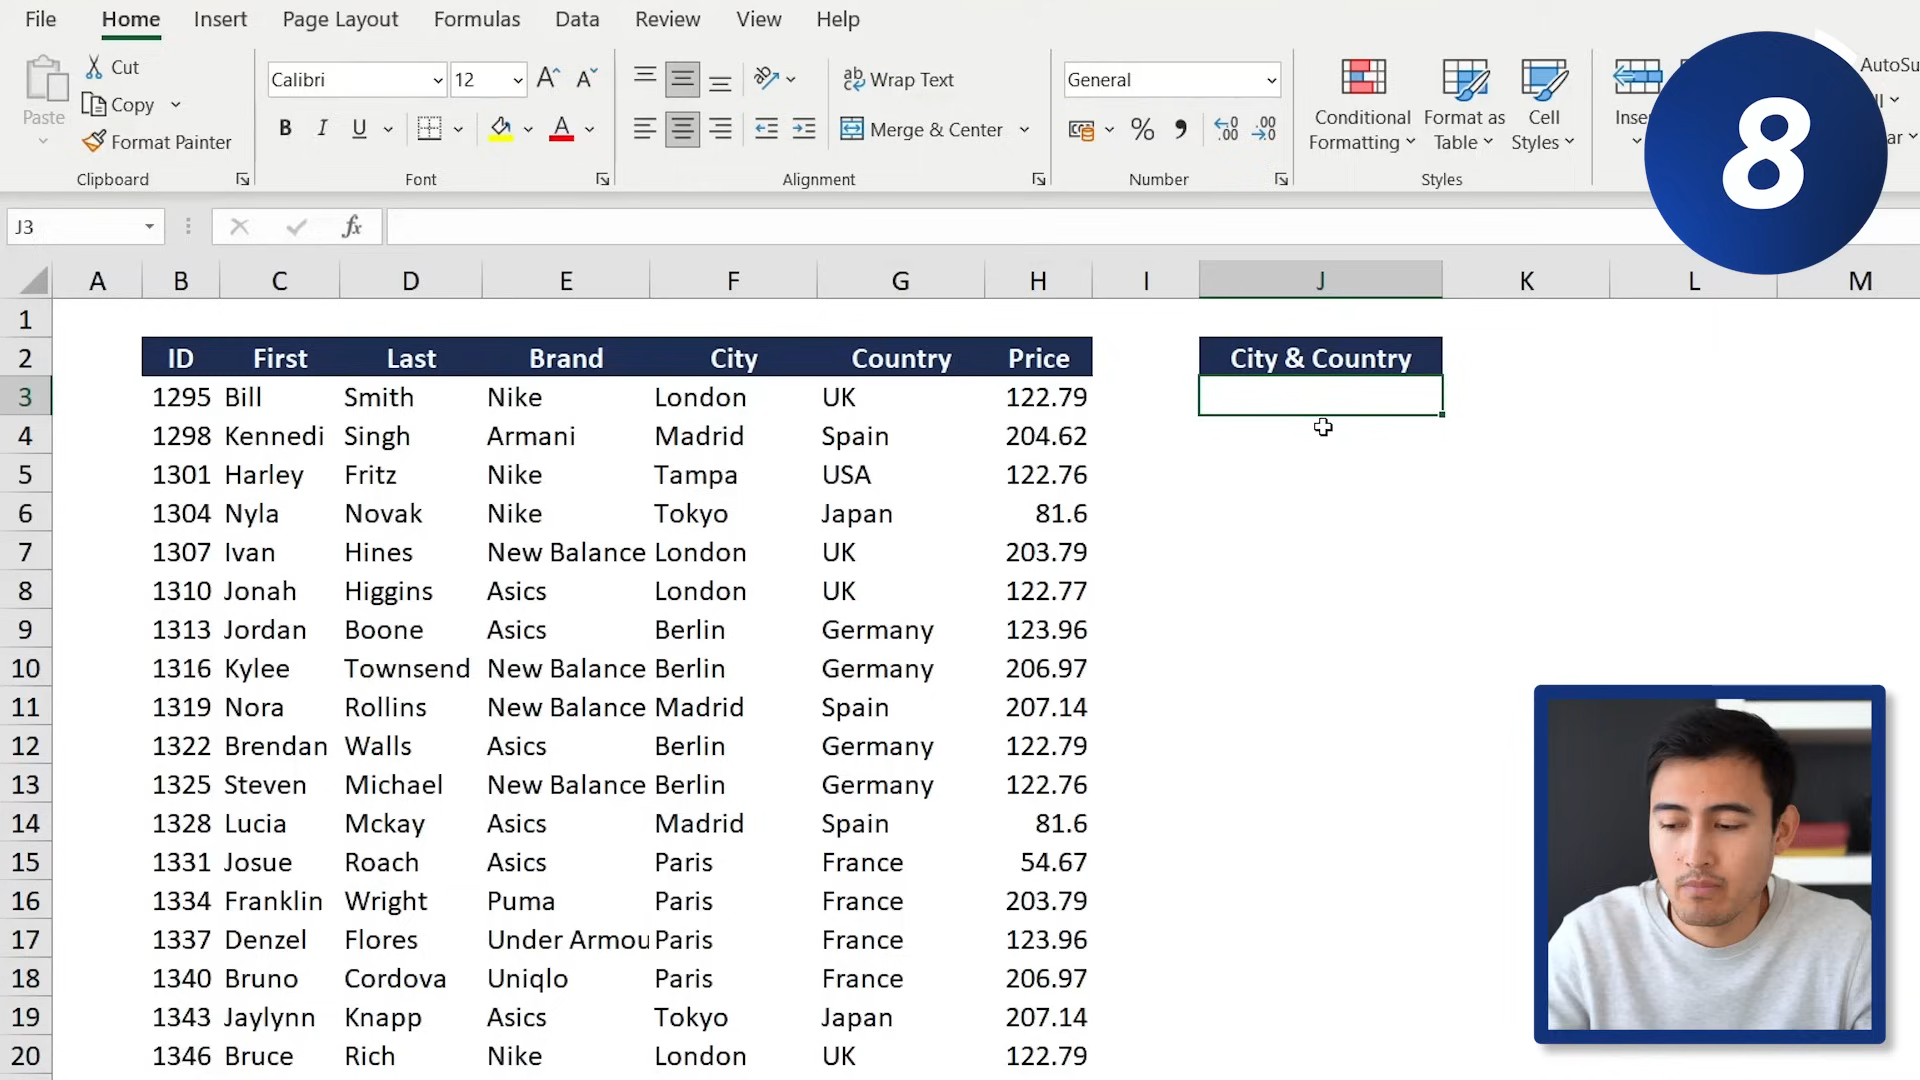 File Home Insert Page Layout Formulas Data Review View Help
Paste
Cut
Copy
Format Painter
Clipboard
Calibri 12
B I U
Font
Wrap Text
Merge & Center
Alignment
General
% ,
Number
Conditional Formatting
Format as Table
Cell Styles
Styles
AutoSu
8
J3 fx
A B C D E F G H I J K L M
1
2 ID First Last Brand City Country Price City & Country
3 1295 Bill Smith Nike London UK 122.79
4 1298 Kennedi Singh Armani Madrid Spain 204.62
5 1301 Harley Fritz Nike Tampa USA 122.76
6 1304 Nyla Novak Nike Tokyo Japan 81.6
7 1307 Ivan Hines New Balance London UK 203.79
8 1310 Jonah Higgins Asics London UK 122.77
9 1313 Jordan Boone Asics Berlin Germany 123.96
10 1316 Kylee Townsend New Balance Berlin Germany 206.97
11 1319 Nora Rollins New Balance Madrid Spain 207.14
12 1322 Brendan Walls Asics Berlin Germany 122.79
13 1325 Steven Michael New Balance Berlin Germany 122.76
14 1328 Lucia Mckay Asics Madrid Spain 81.6
15 1331 Josue Roach Asics Paris France 54.67
16 1334 Franklin Wright Puma Paris France 203.79
17 1337 Denzel Flores Under Armou Paris France 123.96
18 1340 Bruno Cordova Uniqlo Paris France 206.97
19 1343 Jaylynn Knapp Asics Tokyo Japan 207.14
20 1346 Bruce Rich Nike London UK 122.79